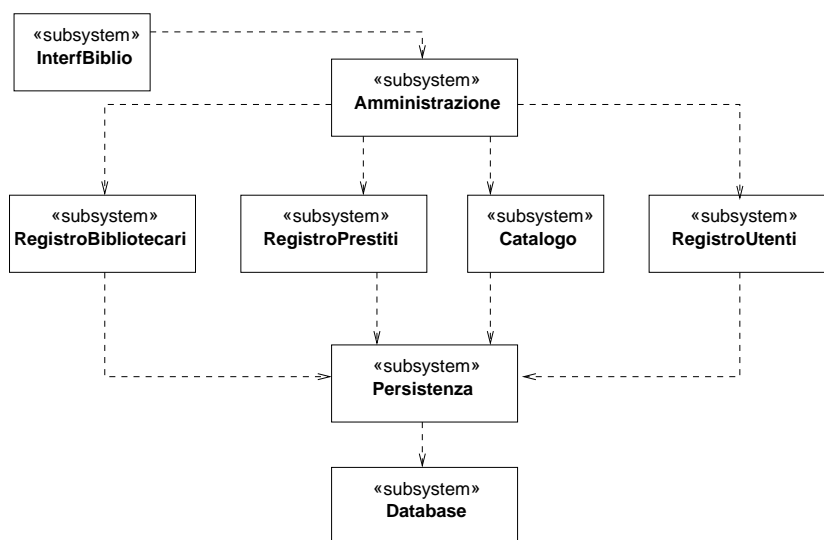 «subsystem»
InterfBiblio
«subsystem»
Amministrazione
«subsystem»
RegistroBibliotecari
«subsystem»
RegistroPrestiti
«subsystem»
Catalogo
«subsystem»
RegistroUtenti
«subsystem»
Persistenza
«subsystem»
Database